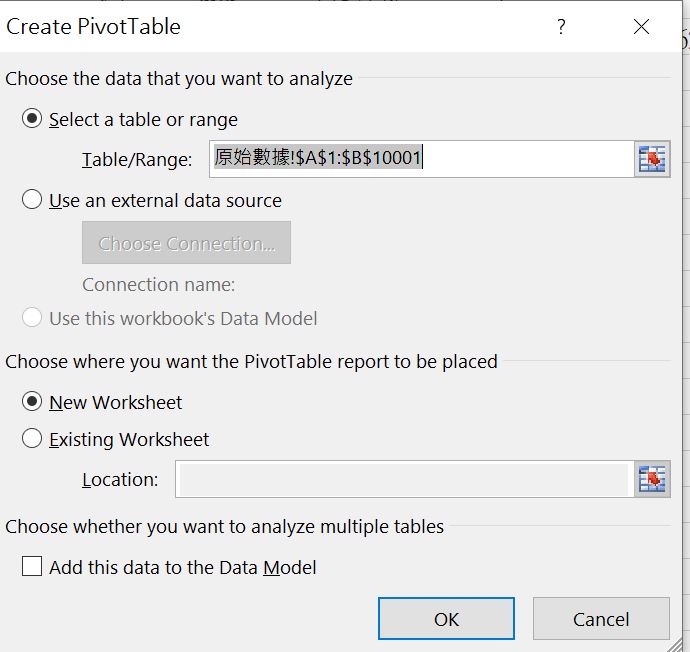 Create PivotTable
?
Choose the data that you want to analyze
Select a table or range
Table/Range: 原始數據!$A$1:$B$10001
Use an external data source
Choose Connection...
Connection name:
Use this workbook's Data Model
Choose where you want the PivotTable report to be placed
New Worksheet
Existing Worksheet
Location:
Choose whether you want to analyze multiple tables
Add this data to the Data Model
OK Cancel